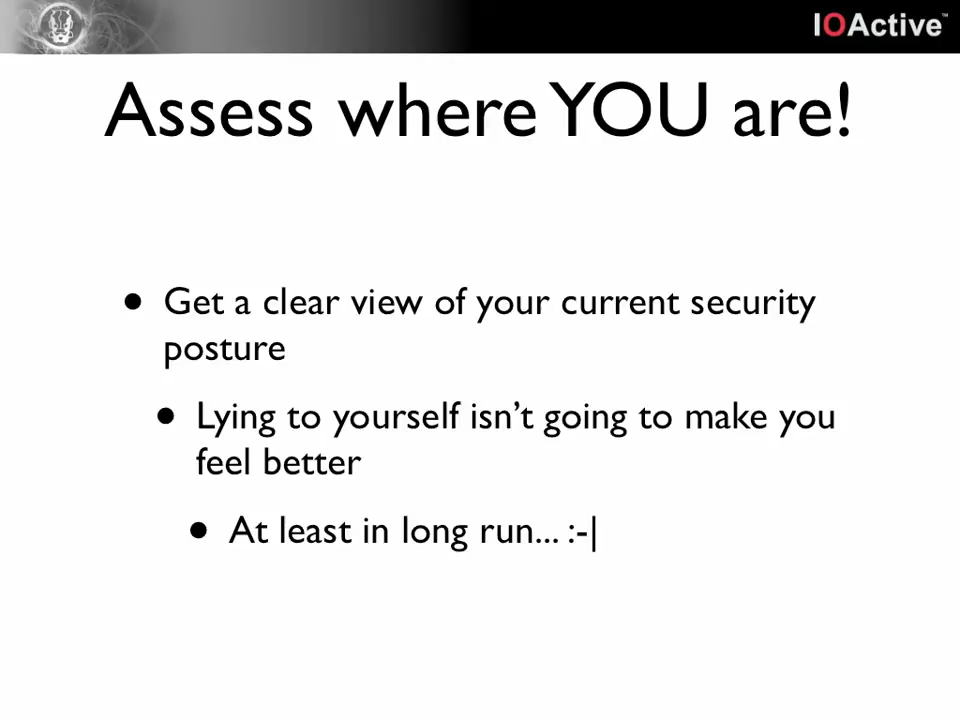 IOActive™
Assess where YOU are!
• Get a clear view of your current security
posture
• Lying to yourself isn't going to make you
feel better
• At least in long run... :-|